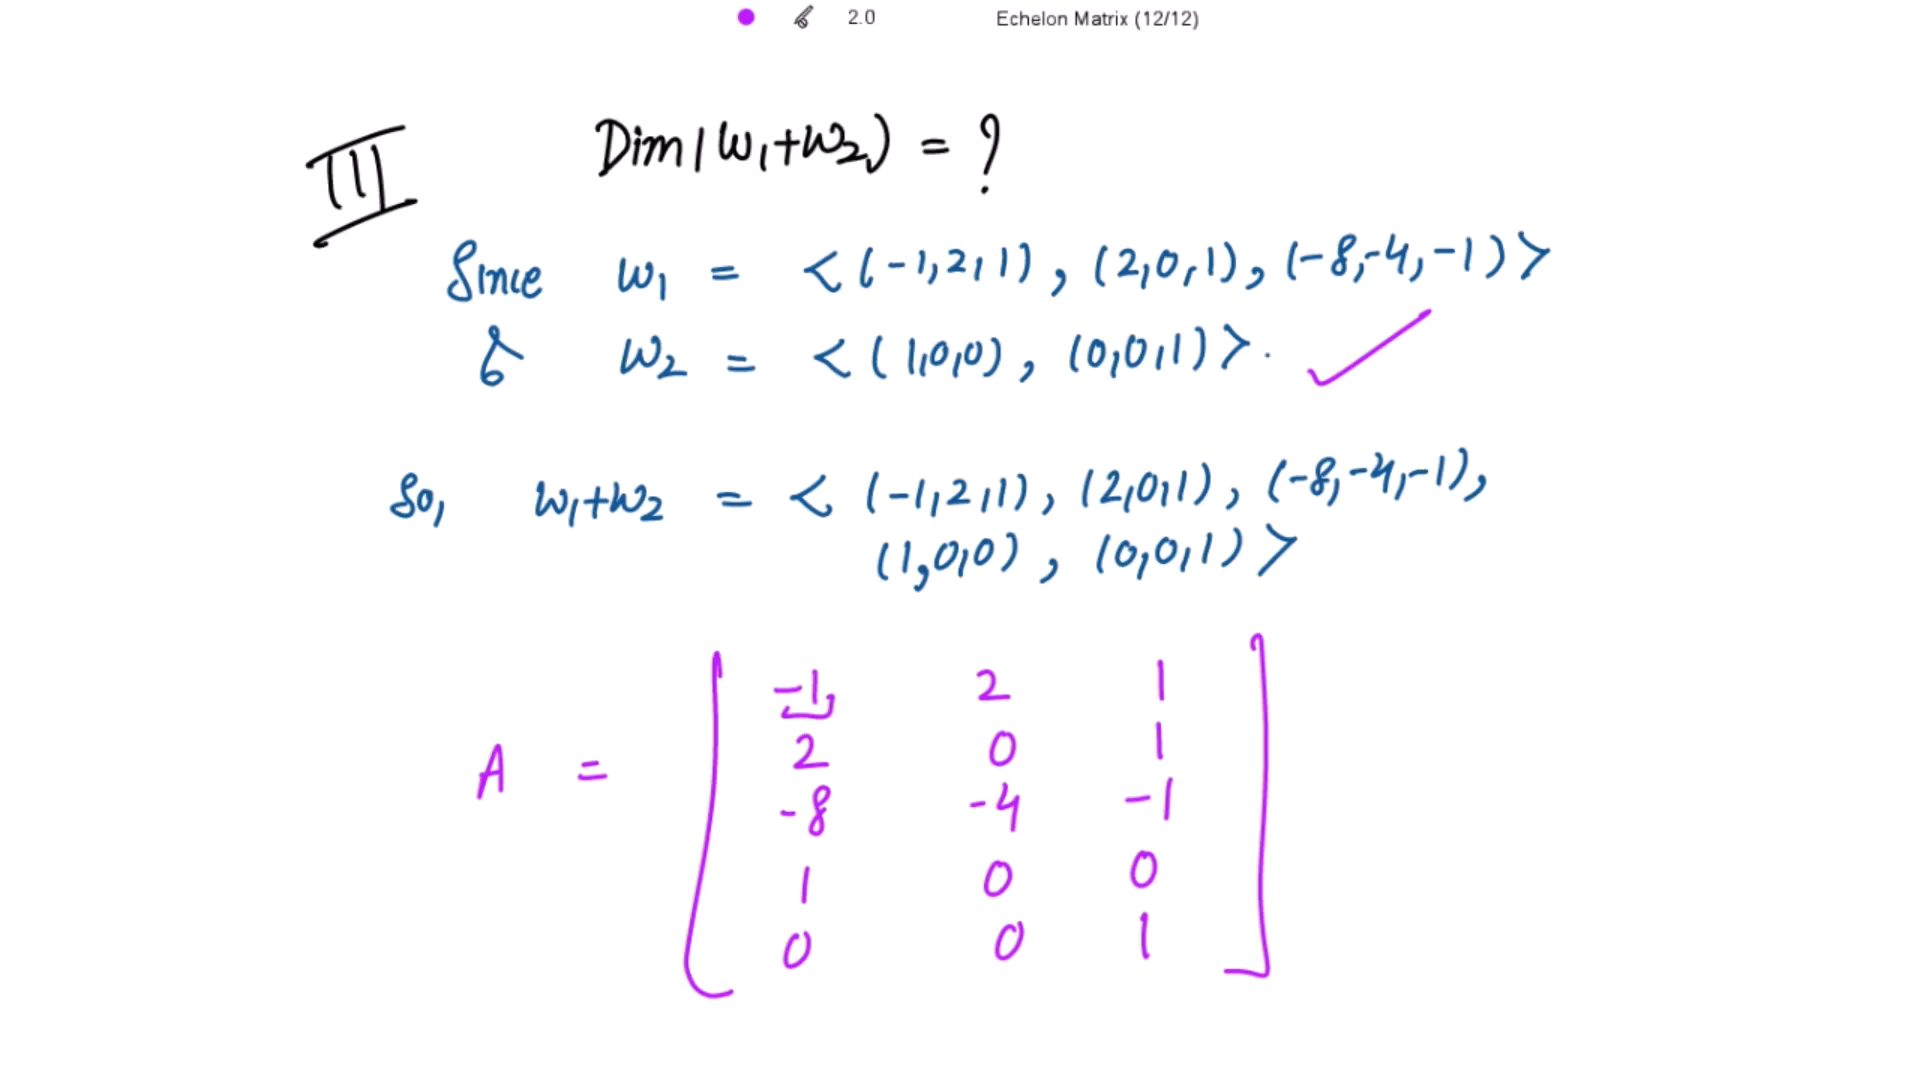 2.0 Echelon Matrix (12/12)
III Dim(W1+W2) = ?
Since W1 = <(-1,2,1), (2,0,1), (-8,-4,-1)>
& W2 = <(1,0,0), (0,0,1)>.
So, W1+W2 = <(-1,2,1), (2,0,1), (-8,-4,-1),
(1,0,0), (0,0,1)>
-1 2 1
2 0 1
A = -8 -4 -1
1 0 0
0 0 1